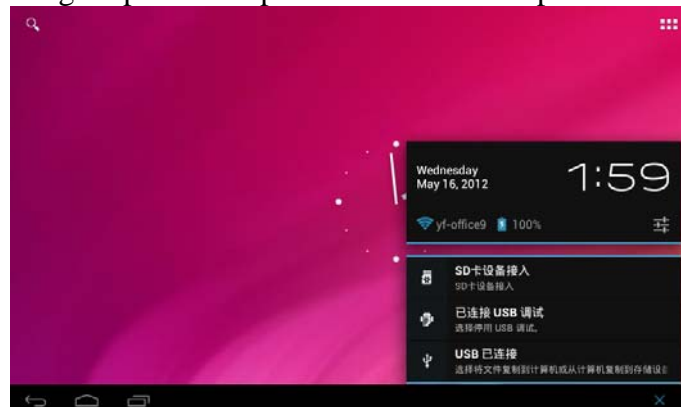 Wednesday
May 16, 2012
1:59
yf-office9 100%
SD卡设备接入
SD卡设备接入
已连接 USB 调试
选择停用 USB 调试。
USB 已连接
选择将文件复制到计算机或从计算机复制到存储设